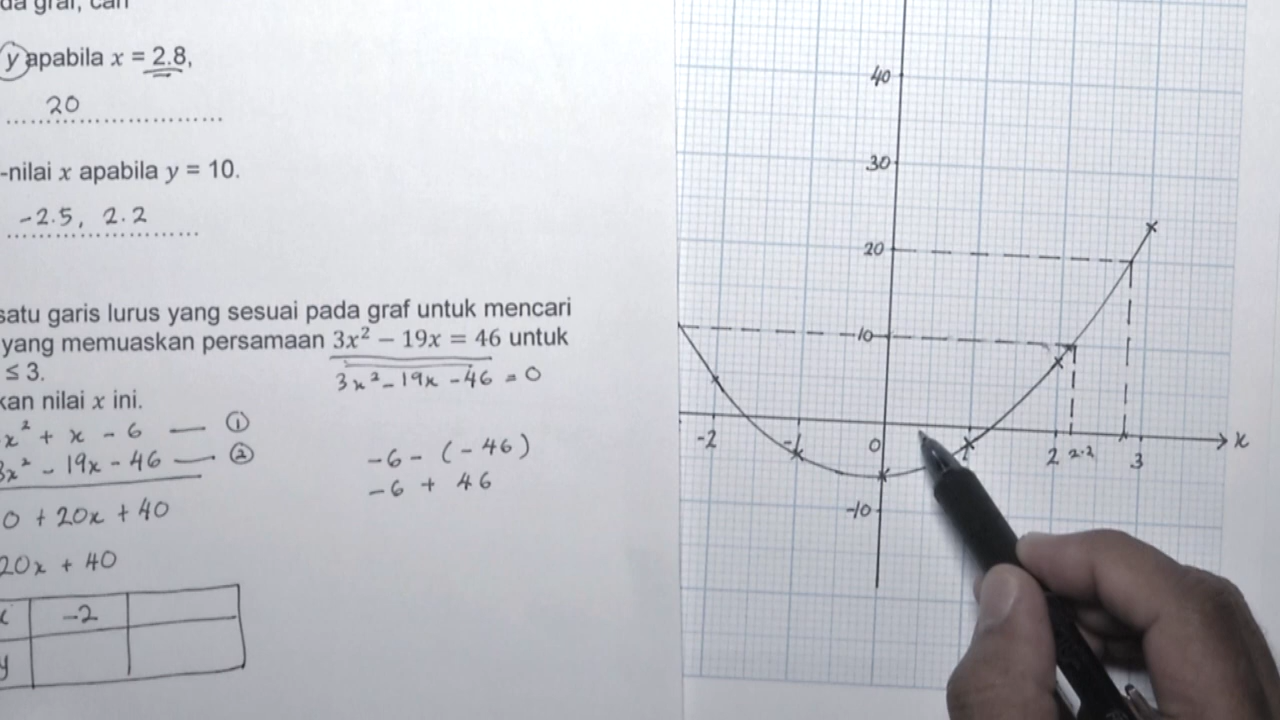 da graf, cari
y apabila x = 2.8,
20
-nilai x apabila y = 10.
-2.5, 2.2
satu garis lurus yang sesuai pada graf untuk mencari
yang memuaskan persamaan 3x² − 19x = 46 untuk
≤ 3.
3x² - 19x - 46 = 0
kan nilai x ini.
x² + x - 6 — ①
3x² - 19x - 46 — ②
0 + 20x + 40
20x + 40
-6 - (-46)
-6 + 46
x -2
y
40
30
20
10
-2 -1 0 1 2 2.2 3 x
-10